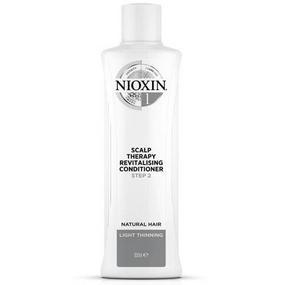 NIOXIN
1
SCALP
THERAPY
REVITALISING
CONDITIONER
STEP 2
NATURAL HAIR
LIGHT THINNING